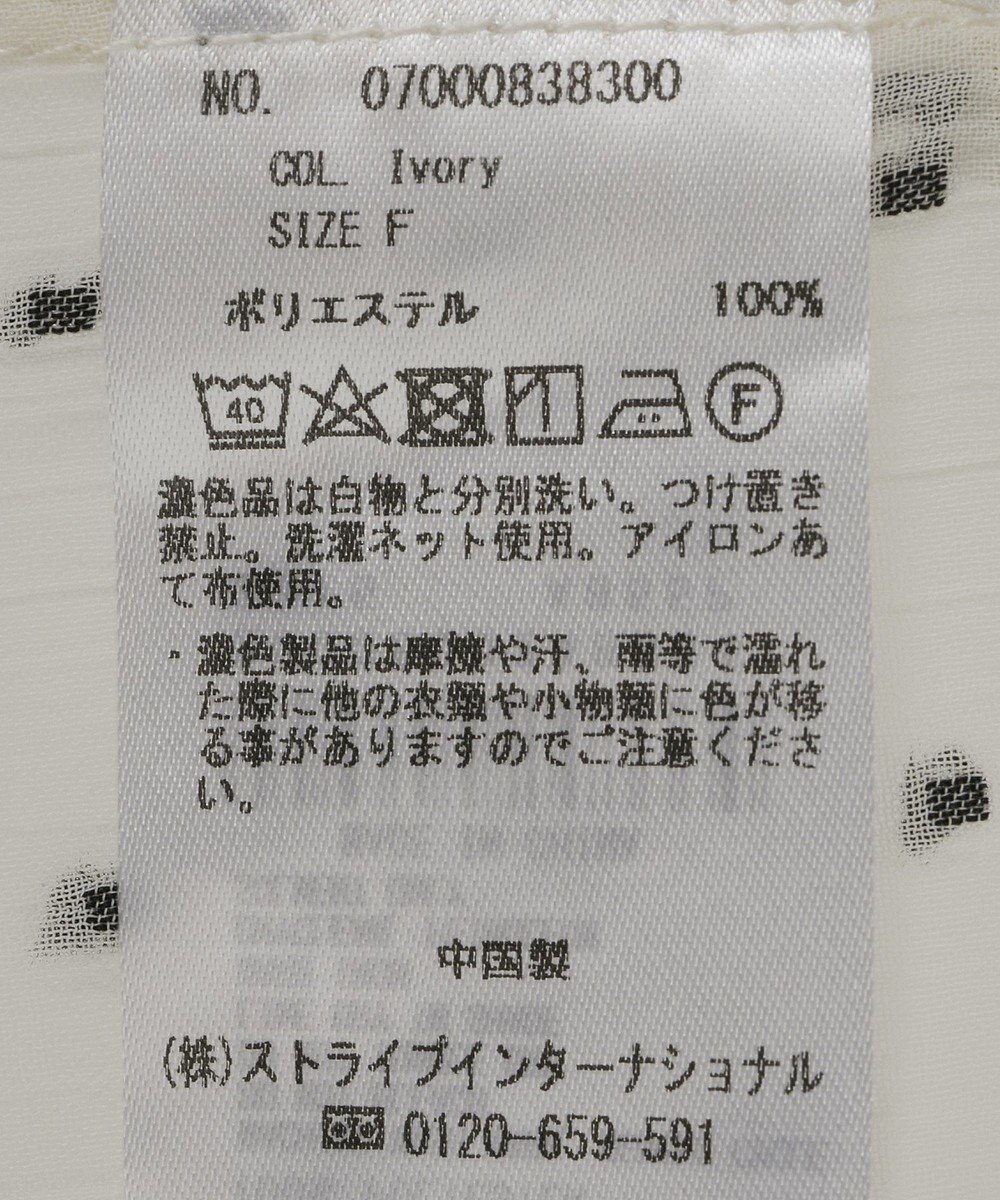 NO. 07000838300
COL. Ivory
SIZE F
ポリエステル 100%
40 F
濃色品は白物と分別洗い。つけ置き
禁止。洗濯ネット使用。アイロンあ
て布使用。
・濃色製品は摩擦や汗、雨等で濡れ
た際に他の衣類や小物類に色が移
る事がありますのでご注意くださ
い。
中国製
(株)ストライプインターナショナル
0120-659-591